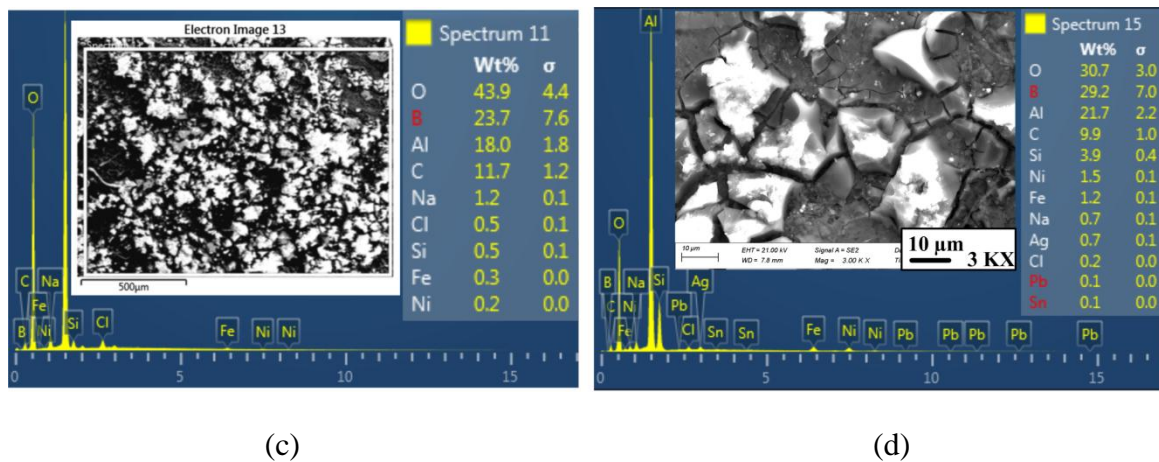 Electron Image 13
Spectrum 11
Wt% σ
O 43.9 4.4
B 23.7 7.6
Al 18.0 1.8
C 11.7 1.2
Na 1.2 0.1
Cl 0.5 0.1
Si 0.5 0.1
Fe 0.3 0.0
Ni 0.2 0.0
500µm
O
C Na
Fe
B Ni Si Cl Fe Ni Ni
0 5 10 15
(c)
Al
Spectrum 15
Wt% σ
O 30.7 3.0
B 29.2 7.0
Al 21.7 2.2
C 9.9 1.0
Si 3.9 0.4
Ni 1.5 0.1
Fe 1.2 0.1
Na 0.7 0.1
Ag 0.7 0.1
Cl 0.2 0.0
Pb 0.1 0.0
Sn 0.1 0.0
10 µm
EHT = 21.00 kV Signal A = SE2
WD = 7.8 mm Mag = 3.00 K X
10 µm 3 KX
O
B Na Si Ag
C Pb
Fe Cl Sn Sn Fe Ni Ni Pb Pb Pb Pb Pb
0 5 10 15
(d)